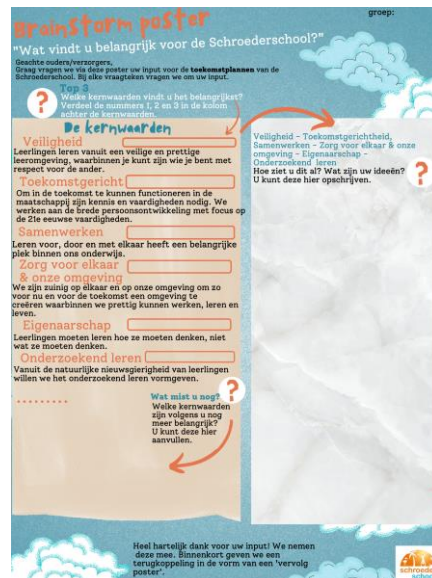 groep:
Brainstorm poster
"Wat vindt u belangrijk voor de Schroederschool?"
Geachte ouders/verzorgers,
Graag vragen we via deze poster uw input voor de toekomstplannen van de
Schroederschool. Bij elke vraagteken vragen we om uw input.
Top 3
Welke kernwaarden vindt u het belangrijkst?
Verdeel de nummers 1, 2 en 3 in de kolom
achter de kernwaarden.
?
De kernwaarden
Veiligheid
Leerlingen leren vanuit een veilige en prettige
leeromgeving, waarbinnen je kunt zijn wie je bent met
respect voor de ander.
Toekomstgericht
Om in de toekomst te kunnen functioneren in de
maatschappij zijn kennis en vaardigheden nodig. We
werken aan de brede persoonsontwikkeling met focus op
de 21e eeuwse vaardigheden.
Samenwerken
Leren voor, door en met elkaar heeft een belangrijke
plek binnen ons onderwijs.
Zorg voor elkaar
& onze omgeving
We zijn zuinig op elkaar en op onze omgeving om zo
voor nu en voor de toekomst een omgeving te
creëren waarbinnen we prettig kunnen werken, leren en
leven.
Eigenaarschap
Leerlingen moeten leren hoe ze moeten denken, niet
wat ze moeten denken.
Onderzoekend leren
Vanuit de natuurlijke nieuwsgierigheid van leerlingen
willen we het onderzoekend leren vormgeven.
.........
Wat mist u nog?
?
Welke kernwaarden
zijn volgens u nog
meer belangrijk?
U kunt deze hier
aanvullen.
Veiligheid - Toekomstgerichtheid,
Samenwerken - Zorg voor elkaar & onze
omgeving - Eigenaarschap -
Onderzoekend leren
Hoe ziet u dit al? Wat zijn uw ideeën?
U kunt deze hier opschrijven.
?
Heel hartelijk dank voor uw input! We nemen
deze mee. Binnenkort geven we een
terugkoppeling in de vorm van een 'vervolg
poster'.
schroeder
school